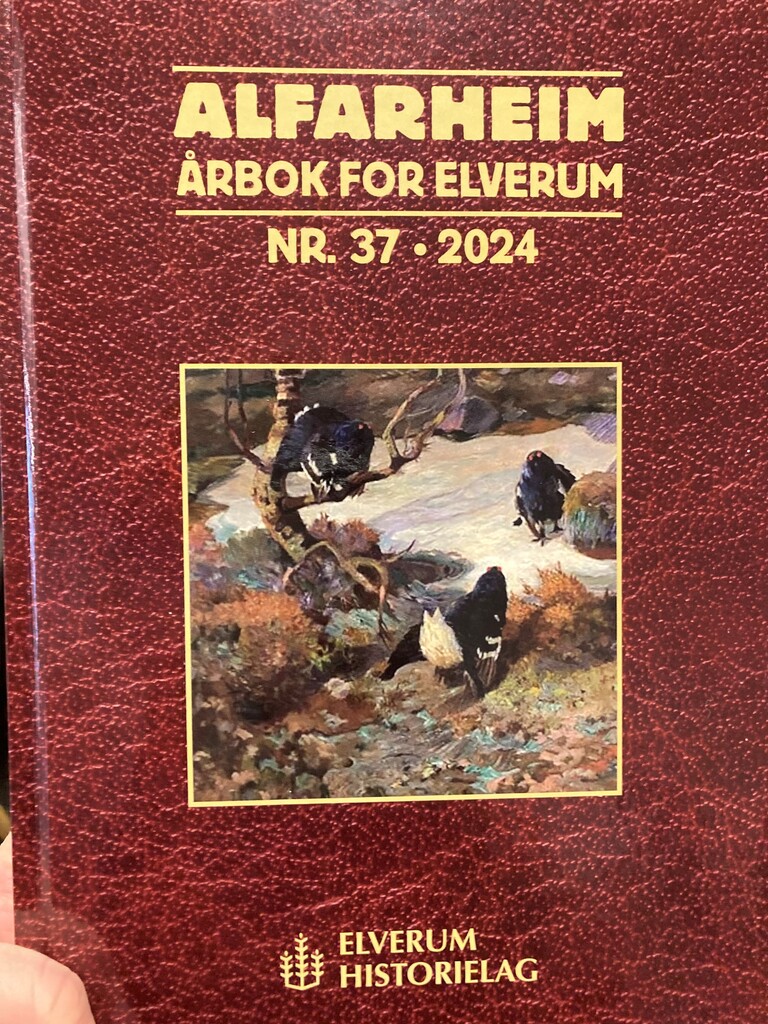 ALFARHEIM
ÅRBOK FOR ELVERUM
NR. 37 • 2024
ELVERUM
HISTORIELAG